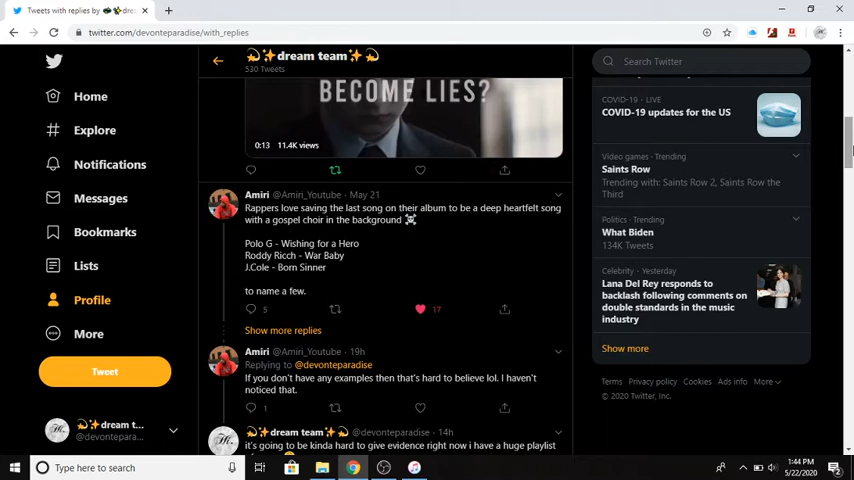 Tweets with replies by
twitter.com/devonteparadise/with_replies
Home
Explore
Notifications
Messages
Bookmarks
Lists
Profile
More
Tweet
dream t...
@devontepara...
dream team
530 Tweets
BECOME LIES?
0:13 11.4K views
Amiri @Amiri_Youtube · May 21
Rappers love saving the last song on their album to be a deep heartfelt song
with a gospel choir in the background
Polo G - Wishing for a Hero
Roddy Ricch - War Baby
J.Cole - Born Sinner
to name a few.
5
17
Show more replies
Amiri @Amiri_Youtube · 19h
Replying to @devonteparadise
If you don't have any examples then that's hard to believe lol. I haven't
noticed that.
1
dream team @devonteparadise · 14h
it's going to be kinda hard to give evidence right now i have a huge playlist
Search Twitter
COVID-19 · LIVE
COVID-19 updates for the US
Video games · Trending
Saints Row
Trending with: Saints Row 2, Saints Row the
Third
Politics · Trending
What Biden
134K Tweets
Celebrity · Yesterday
Lana Del Rey responds to
backlash following comments on
double standards in the music
industry
Show more
Terms Privacy policy Cookies Ads info More
© 2020 Twitter, Inc.
Type here to search
1:44 PM
5/22/2020
2